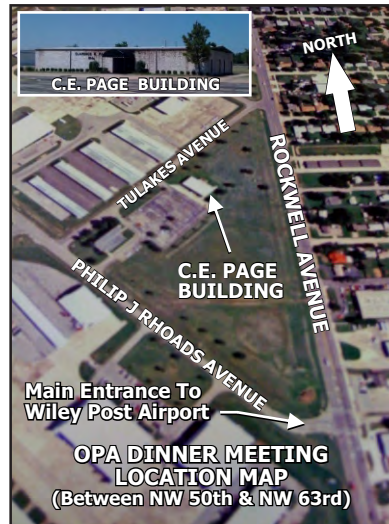 C.E. PAGE BUILDING
NORTH
TULAKES AVENUE
ROCKWELL AVENUE
C.E. PAGE
BUILDING
PHILIP J RHOADS AVENUE
Main Entrance To
Wiley Post Airport
OPA DINNER MEETING
LOCATION MAP
(Between NW 50th & NW 63rd)